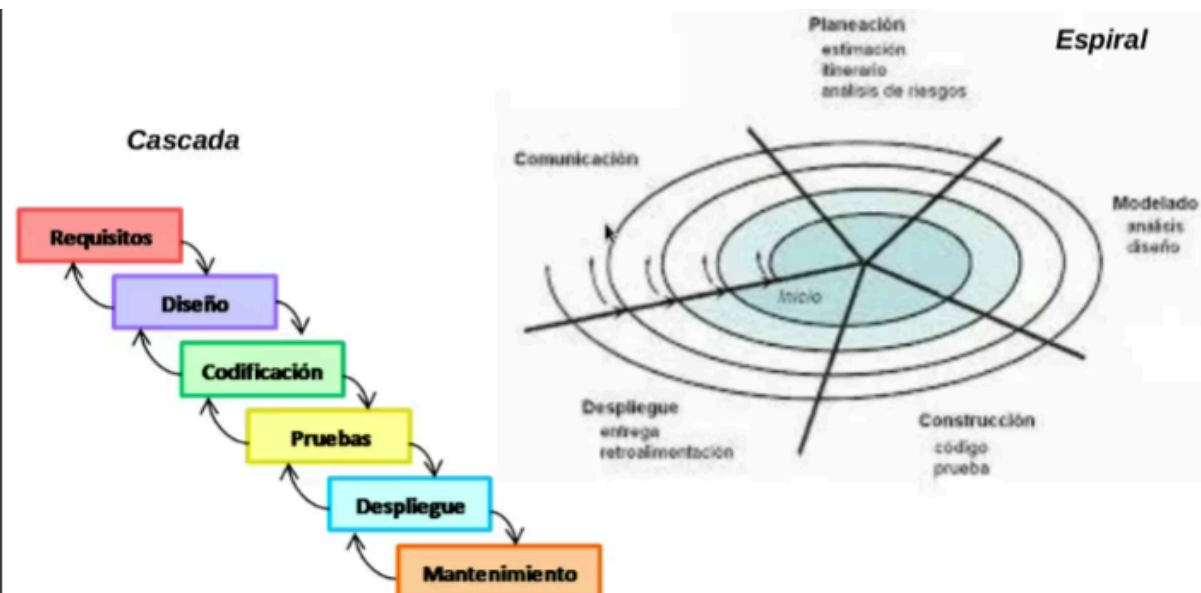 Cascada
Requisitos
Diseño
Codificación
Pruebas
Despliegue
Mantenimiento
Espiral
Planeación
estimación
itinerario
análisis de riesgos
Comunicación
Modelado
análisis
diseño
Inicio
Despliegue
entrega
retroalimentación
Construcción
código
prueba